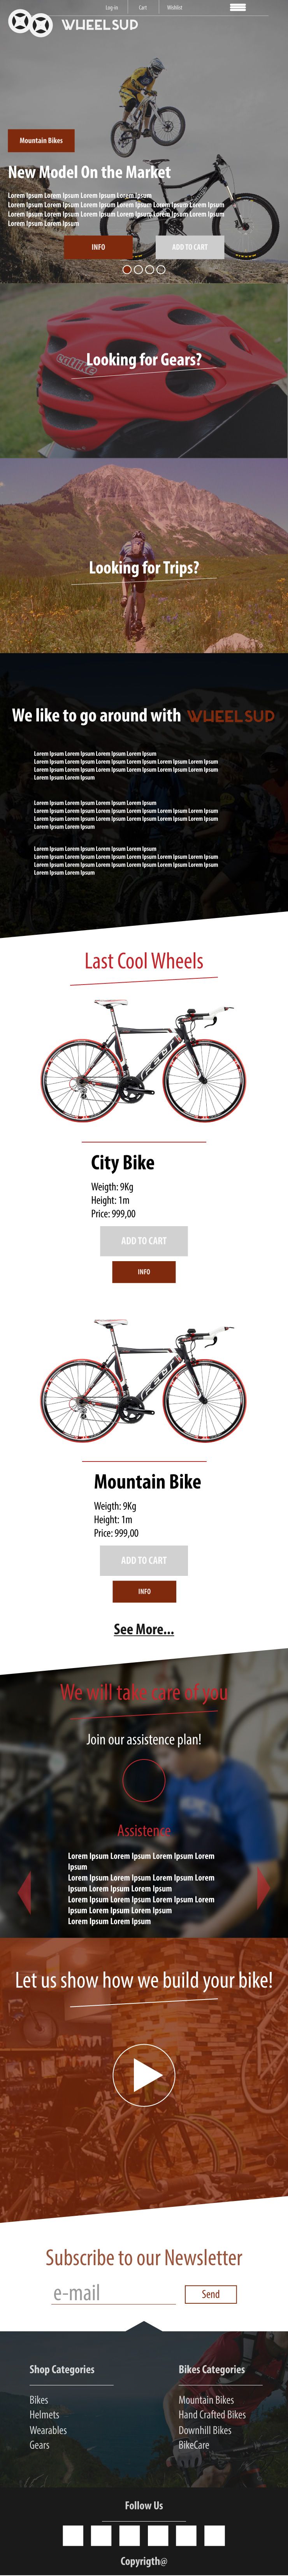 Log in
Cart
Wishlist
WHEELSUD
Mountain Bikes
New Model On the Market
Lorem Ipsum Lorem Ipsum Lorem Ipsum Lorem Ipsum
Lorem Ipsum Lorem Ipsum Lorem Ipsum Lorem Ipsum Lorem Ipsum Lorem Ipsum
Lorem Ipsum Lorem Ipsum Lorem Ipsum Lorem Ipsum Lorem Ipsum Lorem Ipsum
Lorem Ipsum Lorem Ipsum
INFO
ADD TO CART
catlike
Looking for Gears?
Looking for Trips?
We like to go around with WHEELSUD
Lorem Ipsum Lorem Ipsum Lorem Ipsum Lorem Ipsum
Lorem Ipsum Lorem Ipsum Lorem Ipsum Lorem Ipsum Lorem Ipsum Lorem Ipsum
Lorem Ipsum Lorem Ipsum Lorem Ipsum Lorem Ipsum Lorem Ipsum Lorem Ipsum
Lorem Ipsum Lorem Ipsum
Lorem Ipsum Lorem Ipsum Lorem Ipsum Lorem Ipsum
Lorem Ipsum Lorem Ipsum Lorem Ipsum Lorem Ipsum Lorem Ipsum Lorem Ipsum
Lorem Ipsum Lorem Ipsum Lorem Ipsum Lorem Ipsum Lorem Ipsum Lorem Ipsum
Lorem Ipsum Lorem Ipsum
Lorem Ipsum Lorem Ipsum Lorem Ipsum Lorem Ipsum
Lorem Ipsum Lorem Ipsum Lorem Ipsum Lorem Ipsum Lorem Ipsum Lorem Ipsum
Lorem Ipsum Lorem Ipsum Lorem Ipsum Lorem Ipsum Lorem Ipsum Lorem Ipsum
Lorem Ipsum Lorem Ipsum
Last Cool Wheels
FELT
City Bike
Weigth: 9Kg
Height: 1m
Price: 999,00
ADD TO CART
INFO
FELT
Mountain Bike
Weigth: 9Kg
Height: 1m
Price: 999,00
ADD TO CART
INFO
See More...
We will take care of you
Join our assistence plan!
Assistence
Lorem Ipsum Lorem Ipsum Lorem Ipsum Lorem
Ipsum
Lorem Ipsum Lorem Ipsum Lorem Ipsum Lorem
Ipsum Lorem Ipsum Lorem Ipsum
Lorem Ipsum Lorem Ipsum Lorem Ipsum Lorem
Ipsum Lorem Ipsum Lorem Ipsum
Lorem Ipsum Lorem Ipsum
Let us show how we build your bike!
Subscribe to our Newsletter
e-mail
Send
Shop Categories
Bikes
Helmets
Wearables
Gears
Bikes Categories
Mountain Bikes
Hand Crafted Bikes
Downhill Bikes
BikeCare
Follow Us
Copyrigth@